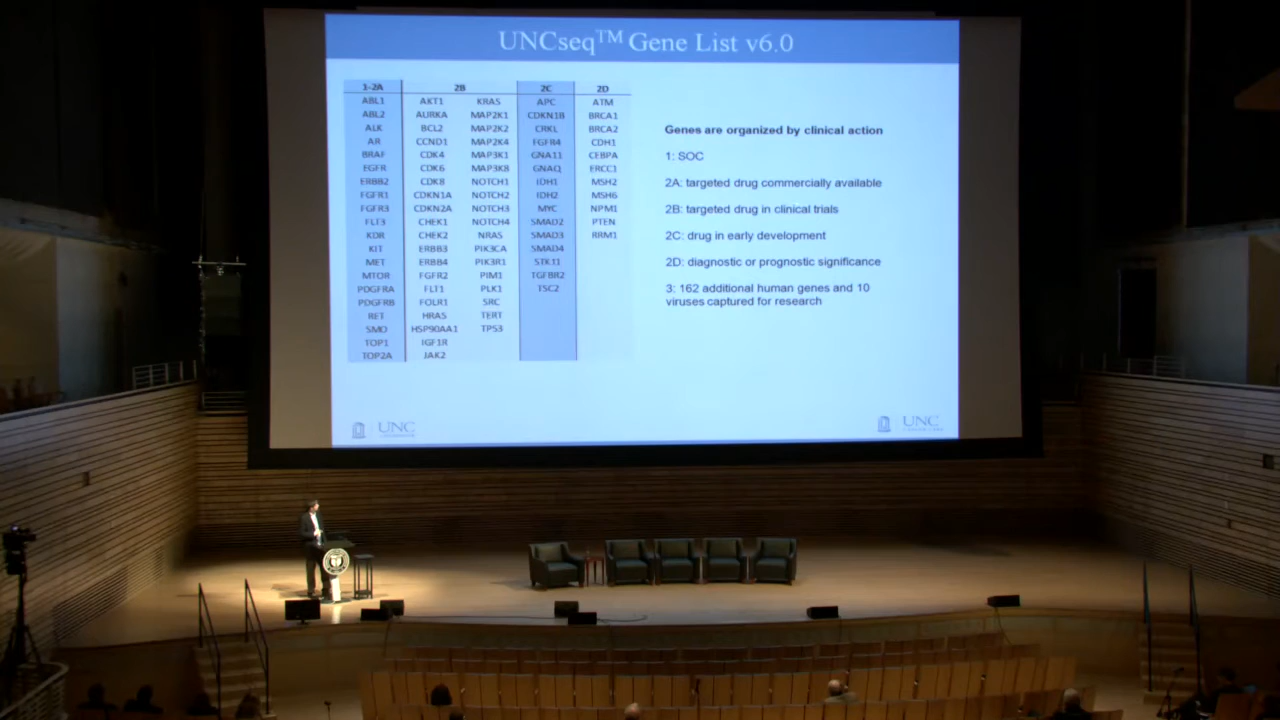 UNCseq™ Gene List v6.0
1-2A 2B 2C 2D
ABL1 AKT1 KRAS APC ATM
ABL2 AURKA MAP2K1 CDKN1B BRCA1
ALK BCL2 MAP2K2 CRKL BRCA2
AR CCND1 MAP2K4 FGFR4 CDH1
BRAF CDK4 MAP3K1 GNA11 CEBPA
EGFR CDK6 MAP3K8 GNAQ ERCC1
ERBB2 CDK8 NOTCH1 IDH1 MSH2
FGFR1 CDKN1A NOTCH2 IDH2 MSH6
FGFR3 CDKN2A NOTCH3 MYC NPM1
FLT3 CHEK1 NOTCH4 SMAD2 PTEN
KDR CHEK2 NRAS SMAD3 RRM1
KIT ERBB3 PIK3CA SMAD4
MET ERBB4 PIK3R1 STK11
MTOR FGFR2 PIM1 TGFBR2
PDGFRA FLT1 PLK1 TSC2
PDGFRB FOLR1 SRC
RET HRAS TERT
SMO HSP90AA1 TP53
TOP1 IGF1R
TOP2A JAK2
Genes are organized by clinical action
1: SOC
2A: targeted drug commercially available
2B: targeted drug in clinical trials
2C: drug in early development
2D: diagnostic or prognostic significance
3: 162 additional human genes and 10
viruses captured for research
UNC
UNC